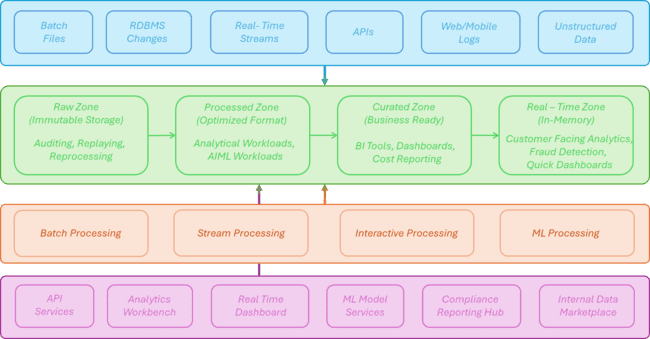 Batch
Files
RDBMS
Changes
Real- Time
Streams
APIs
Web/Mobile
Logs
Unstructured
Data
Raw Zone
(Immutable Storage)
Auditing, Replaying,
Reprocessing
Processed Zone
(Optimized Format)
Analytical Workloads,
AIML Workloads
Curated Zone
(Business Ready)
BI Tools, Dashboards,
Cost Reporting
Real – Time Zone
(In-Memory)
Customer Facing Analytics,
Fraud Detection,
Quick Dashboards
Batch Processing
Stream Processing
Interactive Processing
ML Processing
API
Services
Analytics
Workbench
Real Time
Dashboard
ML Model
Services
Compliance
Reporting Hub
Internal Data
Marketplace